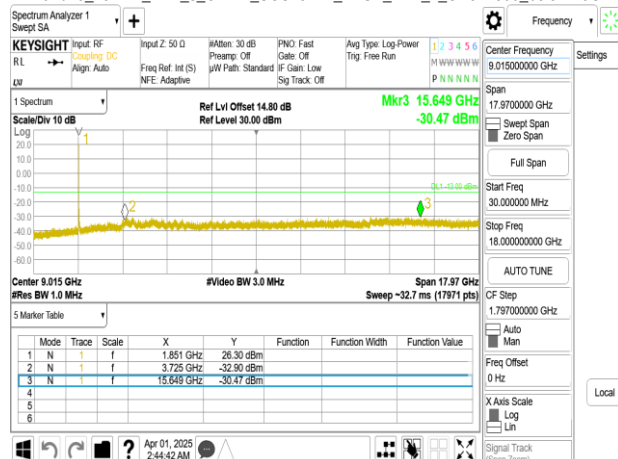 Spectrum Analyzer 1
Swept SA
+
Frequency
KEYSIGHT
RL
Input: RF
Coupling: DC
Align: Auto
Input Z: 50 Ω
Freq Ref: Int (S)
NFE: Adaptive
#Atten: 30 dB
Preamp: Off
µW Path: Standard
PNO: Fast
Gate: Off
IF Gain: Low
Sig Track: Off
Avg Type: Log-Power
Trig: Free Run
1 2 3 4 5 6
M W W W W W
P N N N N N
Center Frequency
9.015000000 GHz
Settings
Span
17.9700000 GHz
Swept Span
Zero Span
Full Span
Start Freq
30.000000 MHz
Stop Freq
18.000000000 GHz
AUTO TUNE
CF Step
1.797000000 GHz
Auto
Man
Freq Offset
0 Hz
X Axis Scale
Log
Lin
Signal Track
Local
1 Spectrum
Scale/Div 10 dB
Ref Lvl Offset 14.80 dB
Ref Level 30.00 dBm
Mkr3 15.649 GHz
-30.47 dBm
Log
20.0
10.0
0.00
-10.0
-20.0
-30.0
-40.0
-50.0
-60.0
1
2
3
DL1 -13.00 dBm
Center 9.015 GHz
#Res BW 1.0 MHz
#Video BW 3.0 MHz
Span 17.97 GHz
Sweep ~32.7 ms (17971 pts)
5 Marker Table
Mode Trace Scale X Y Function Function Width Function Value
1 N 1 f 1.851 GHz 26.30 dBm
2 N 1 f 3.725 GHz -32.90 dBm
3 N 1 f 15.649 GHz -30.47 dBm
4
5
6
?
Apr 01, 2025
2:44:42 AM